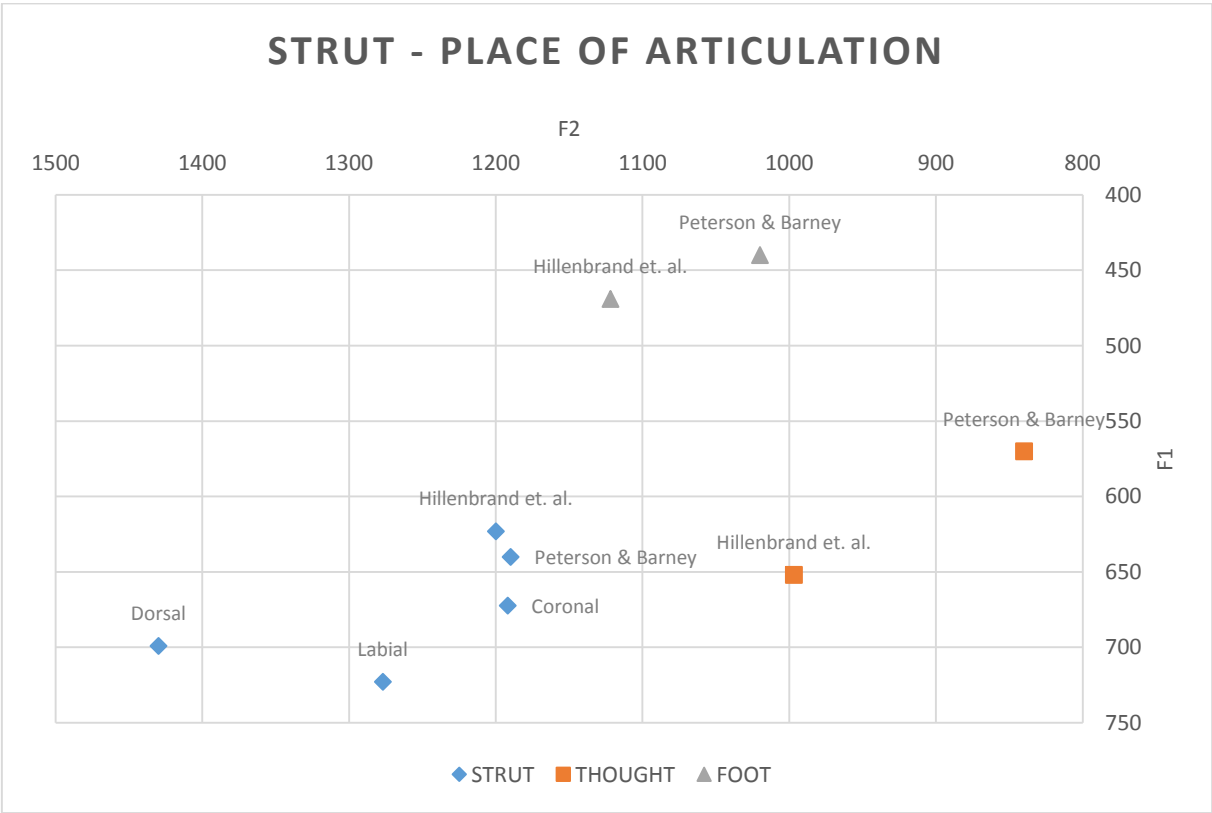 STRUT - PLACE OF ARTICULATION
F2
1500 1400 1300 1200 1100 1000 900 800
400
Peterson & Barney
Hillenbrand et. al.
450
500
Peterson & Barney
550
F1
Hillenbrand et. al.
600
Hillenbrand et. al.
Peterson & Barney
650
Coronal
Dorsal
Labial
700
750
STRUT THOUGHT FOOT